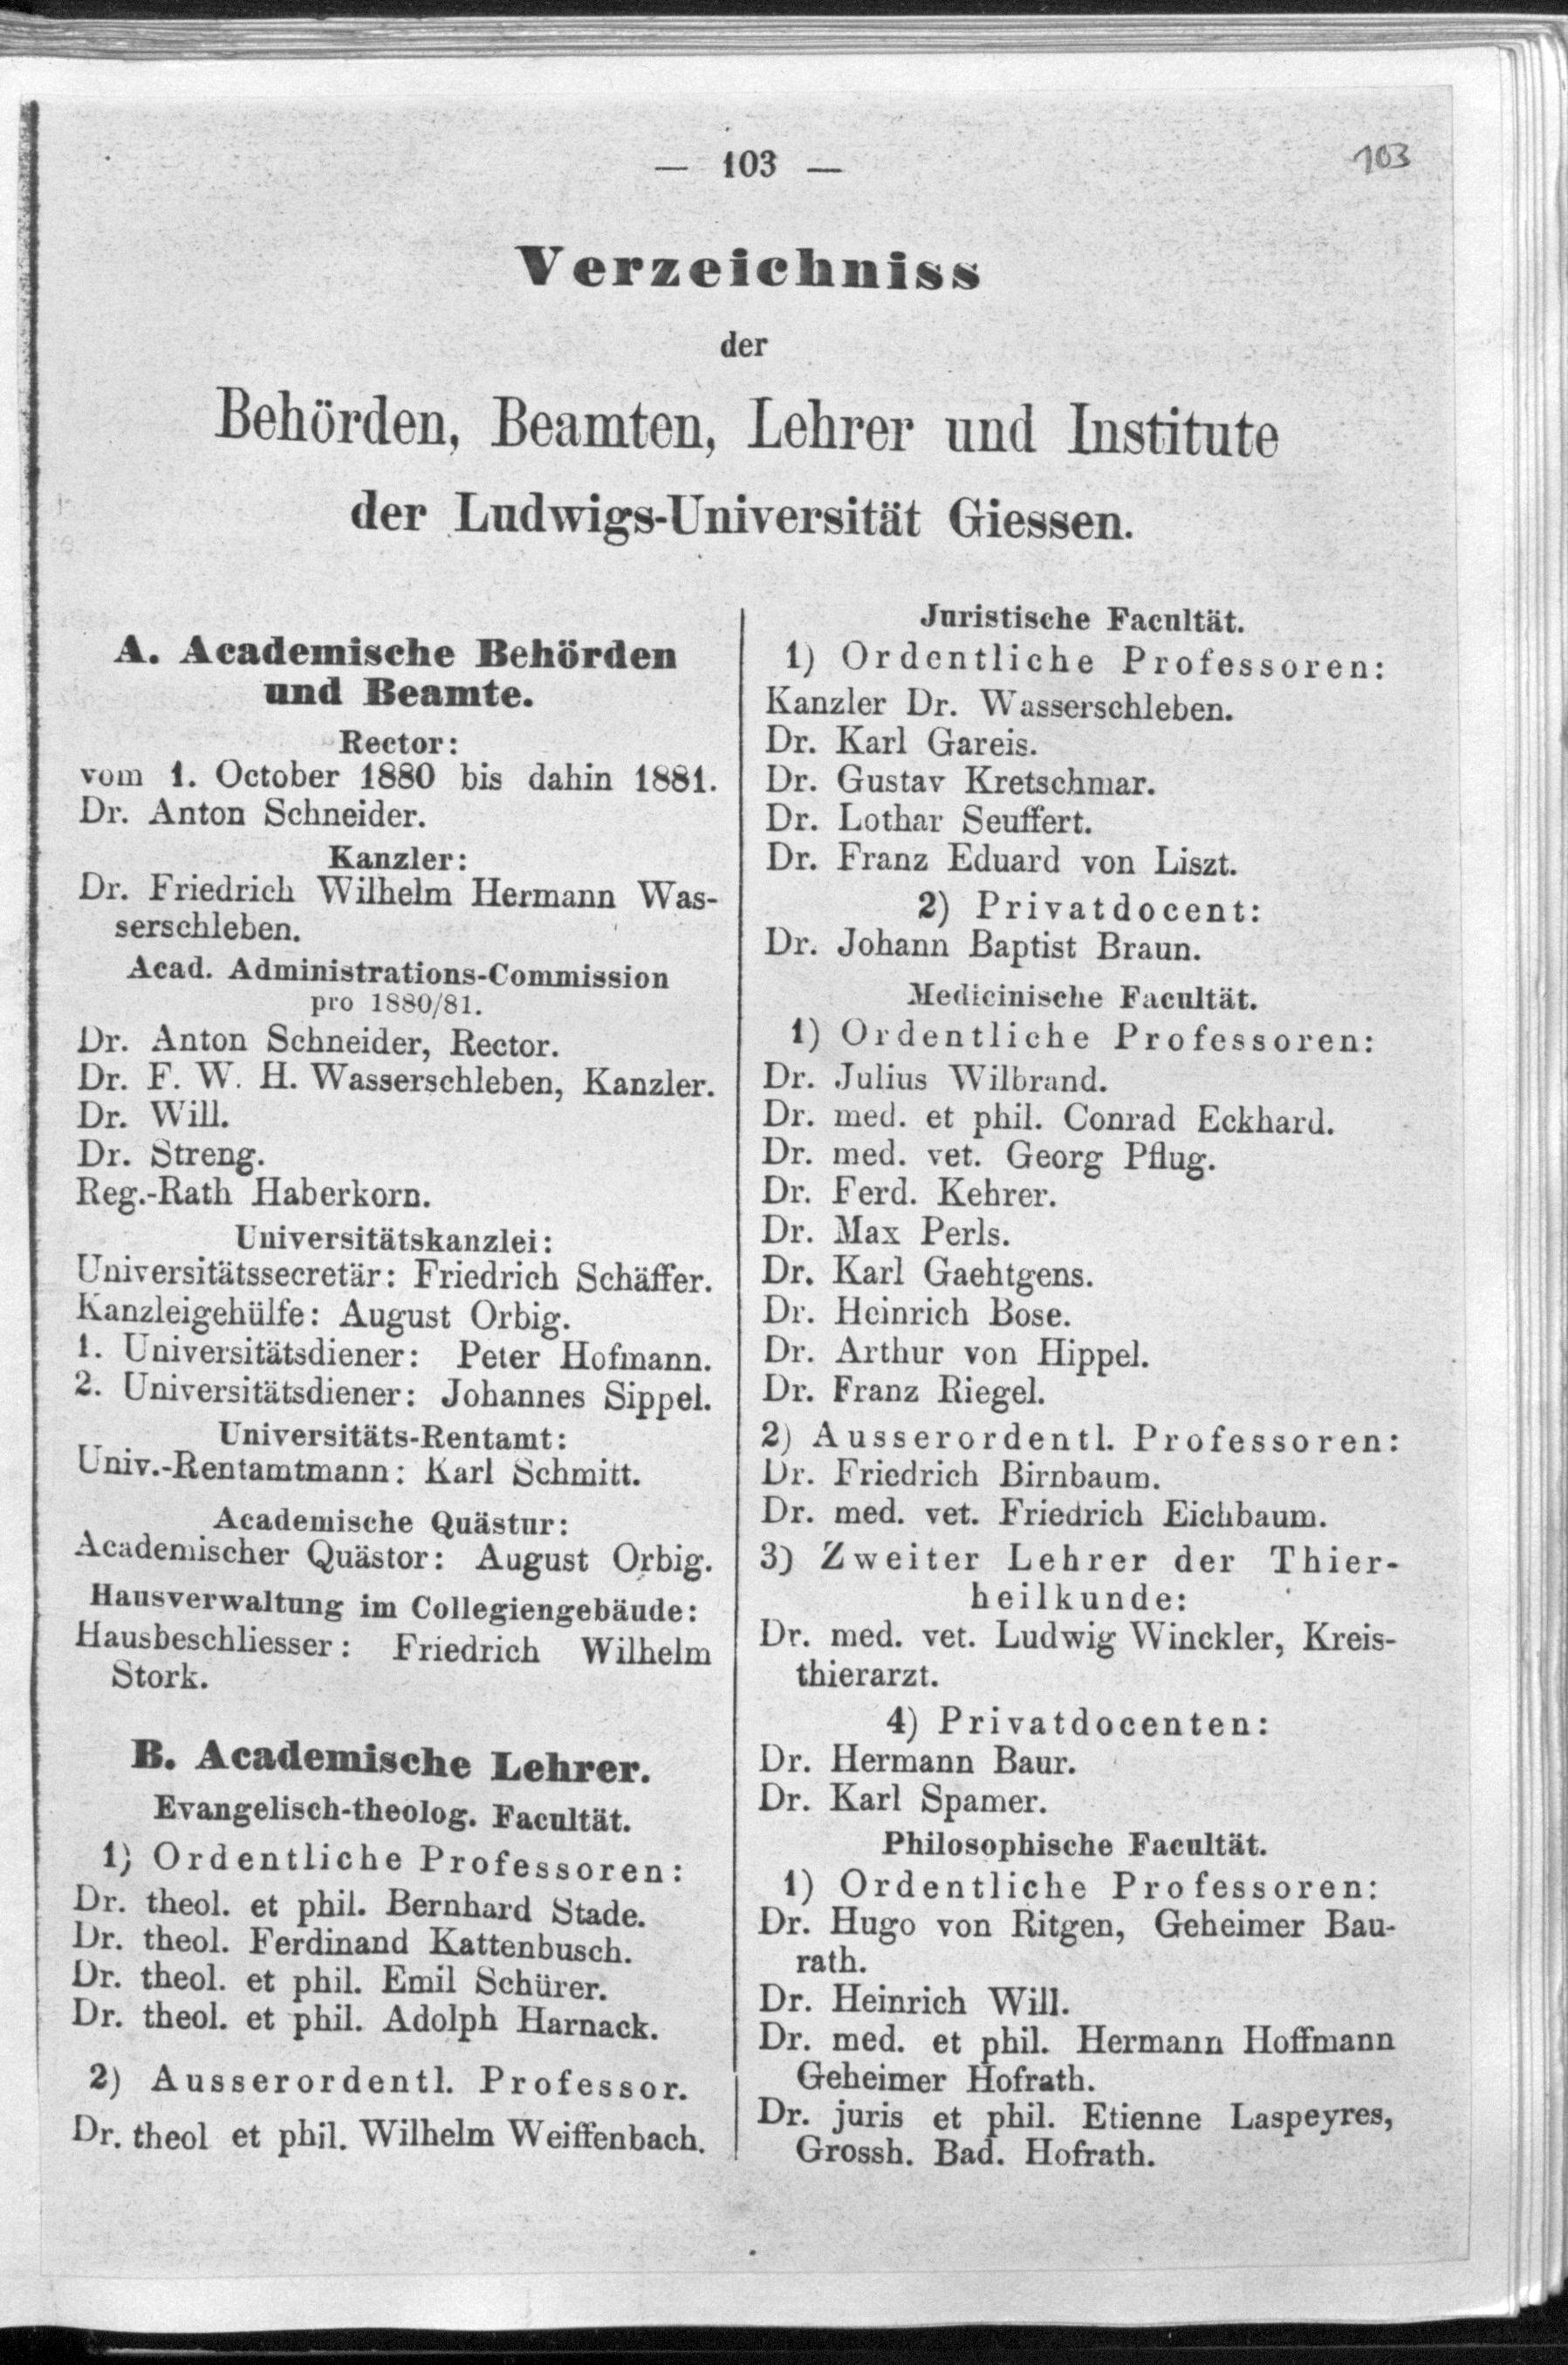 — 103 —
103
Verzeichniss
der
Behörden, Beamten, Lehrer und Institute
der Ludwigs-Universität Giessen.
A. Academische Behörden
und Beamte.
Rector:
vom 1. October 1880 bis dahin 1881.
Dr. Anton Schneider.
Kanzler:
Dr. Friedrich Wilhelm Hermann Was-
serschleben.
Acad. Administrations-Commission
pro 1880/81.
Dr. Anton Schneider, Rector.
Dr. F. W. H. Wasserschleben, Kanzler.
Dr. Will.
Dr. Streng.
Reg.-Rath Haberkorn.
Universitätskanzlei:
Universitätssecretär: Friedrich Schäffer.
Kanzleigehülfe: August Orbig.
1. Universitätsdiener: Peter Hofmann.
2. Universitätsdiener: Johannes Sippel.
Universitäts-Rentamt:
Univ.-Rentamtmann: Karl Schmitt.
Academische Quästur:
Academischer Quästor: August Orbig.
Hausverwaltung im Collegiengebäude:
Hausbeschliesser: Friedrich Wilhelm
Stork.
B. Academische Lehrer.
Evangelisch-theolog. Facultät.
1) Ordentliche Professoren:
Dr. theol. et phil. Bernhard Stade.
Dr. theol. Ferdinand Kattenbusch.
Dr. theol. et phil. Emil Schürer.
Dr. theol. et phil. Adolph Harnack.
2) Ausserordentl. Professor.
Dr. theol et phil. Wilhelm Weiffenbach.
Juristische Facultät.
1) Ordentliche Professoren:
Kanzler Dr. Wasserschleben.
Dr. Karl Gareis.
Dr. Gustav Kretschmar.
Dr. Lothar Seuffert.
Dr. Franz Eduard von Liszt.
2) Privatdocent:
Dr. Johann Baptist Braun.
Medicinische Facultät.
1) Ordentliche Professoren:
Dr. Julius Wilbrand.
Dr. med. et phil. Conrad Eckhard.
Dr. med. vet. Georg Pflug.
Dr. Ferd. Kehrer.
Dr. Max Perls.
Dr. Karl Gaehtgens.
Dr. Heinrich Bose.
Dr. Arthur von Hippel.
Dr. Franz Riegel.
2) Ausserordentl. Professoren:
Dr. Friedrich Birnbaum.
Dr. med. vet. Friedrich Eichbaum.
3) Zweiter Lehrer der Thier-
heilkunde:
Dr. med. vet. Ludwig Winckler, Kreis-
thierarzt.
4) Privatdocenten:
Dr. Hermann Baur.
Dr. Karl Spamer.
Philosophische Facultät.
1) Ordentliche Professoren:
Dr. Hugo von Ritgen, Geheimer Bau-
rath.
Dr. Heinrich Will.
Dr. med. et phil. Hermann Hoffmann
Geheimer Hofrath.
Dr. juris et phil. Etienne Laspeyres,
Grossh. Bad. Hofrath.